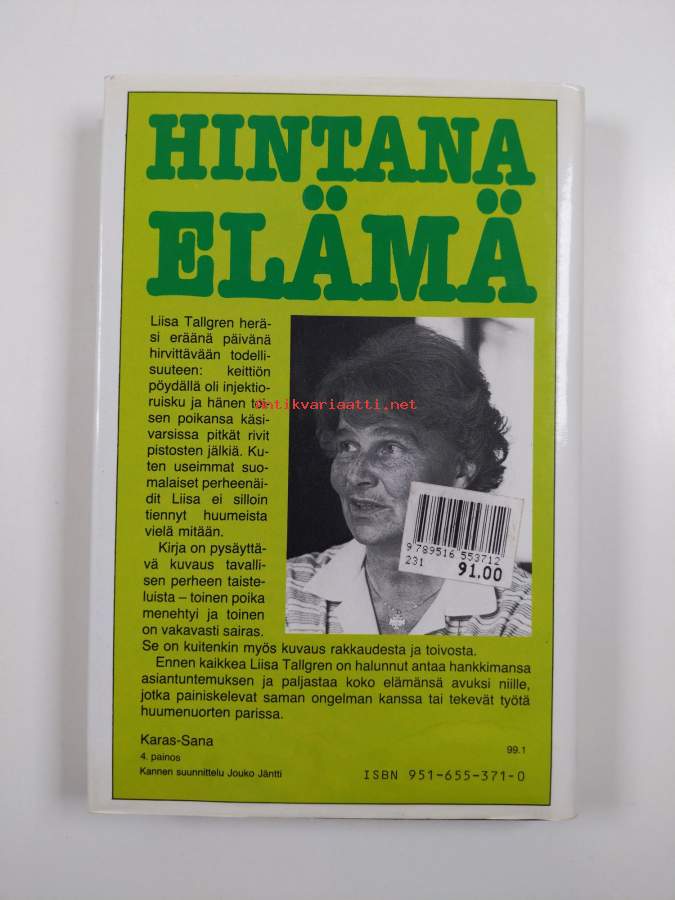 HINTANA
ELÄMÄ
Liisa Tallgren herä-
si eräänä päivänä
hirvittävään todelli-
suuteen: keittiön
pöydällä oli injektio-
ruisku ja hänen
sen poikansa käsi-
varsissa pitkät rivit
pistosten jälkiä. Ku-
ten useimmat suo-
malaiset perheenäi-
dit Liisa ei silloin
tiennyt huumeista
vielä mitään.
Kirja on pysäyttä-
vä kuvaus tavalli-
sen perheen taiste-
luista – toinen poika
menehtyi ja toinen
on vakavasti sairas.
Se on kuitenkin myös kuvaus rakkaudesta ja toivosta.
Ennen kaikkea Liisa Tallgren on halunnut antaa hankkimansa
asiantuntemuksen ja paljastaa koko elämänsä avuksi niille,
jotka painiskelevat saman ongelman kanssa tai tekevät työtä
huumenuorten parissa.
antikvariaatti.net
9 789516 553712
231
91.00
Karas-Sana
4. painos
Kannen suunnittelu Jouko Jäntti
99.1
ISBN 951-655-371-0